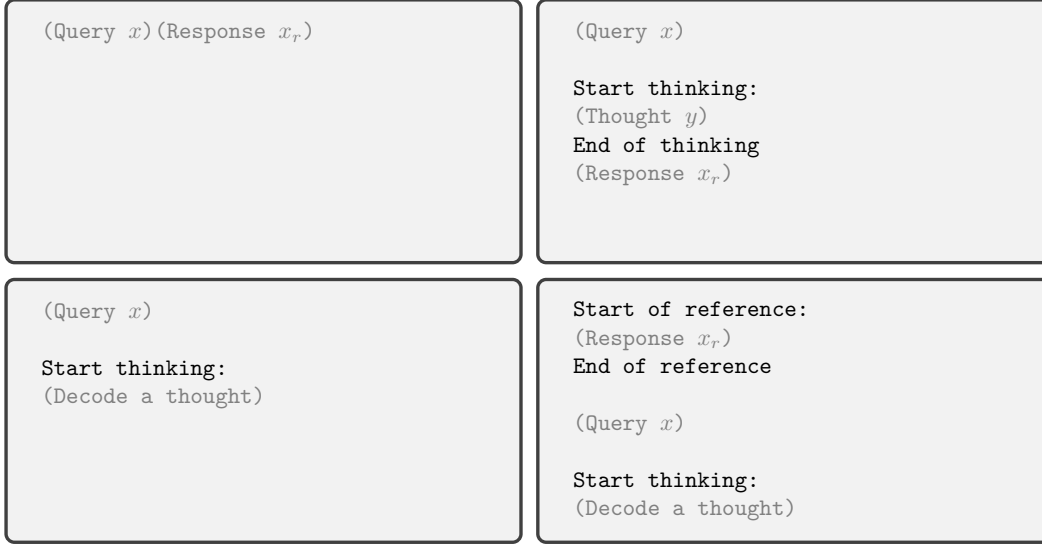 (Query x)(Response x_r)
(Query x)
Start thinking:
(Thought y)
End of thinking
(Response x_r)
(Query x)
Start thinking:
(Decode a thought)
Start of reference:
(Response x_r)
End of reference
(Query x)
Start thinking:
(Decode a thought)